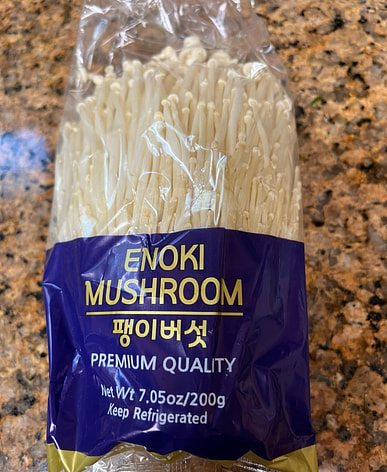 ENOKI
MUSHROOM
팽이버섯
PREMIUM QUALITY
Net Wt 7.05oz/200g
Keep Refrigerated